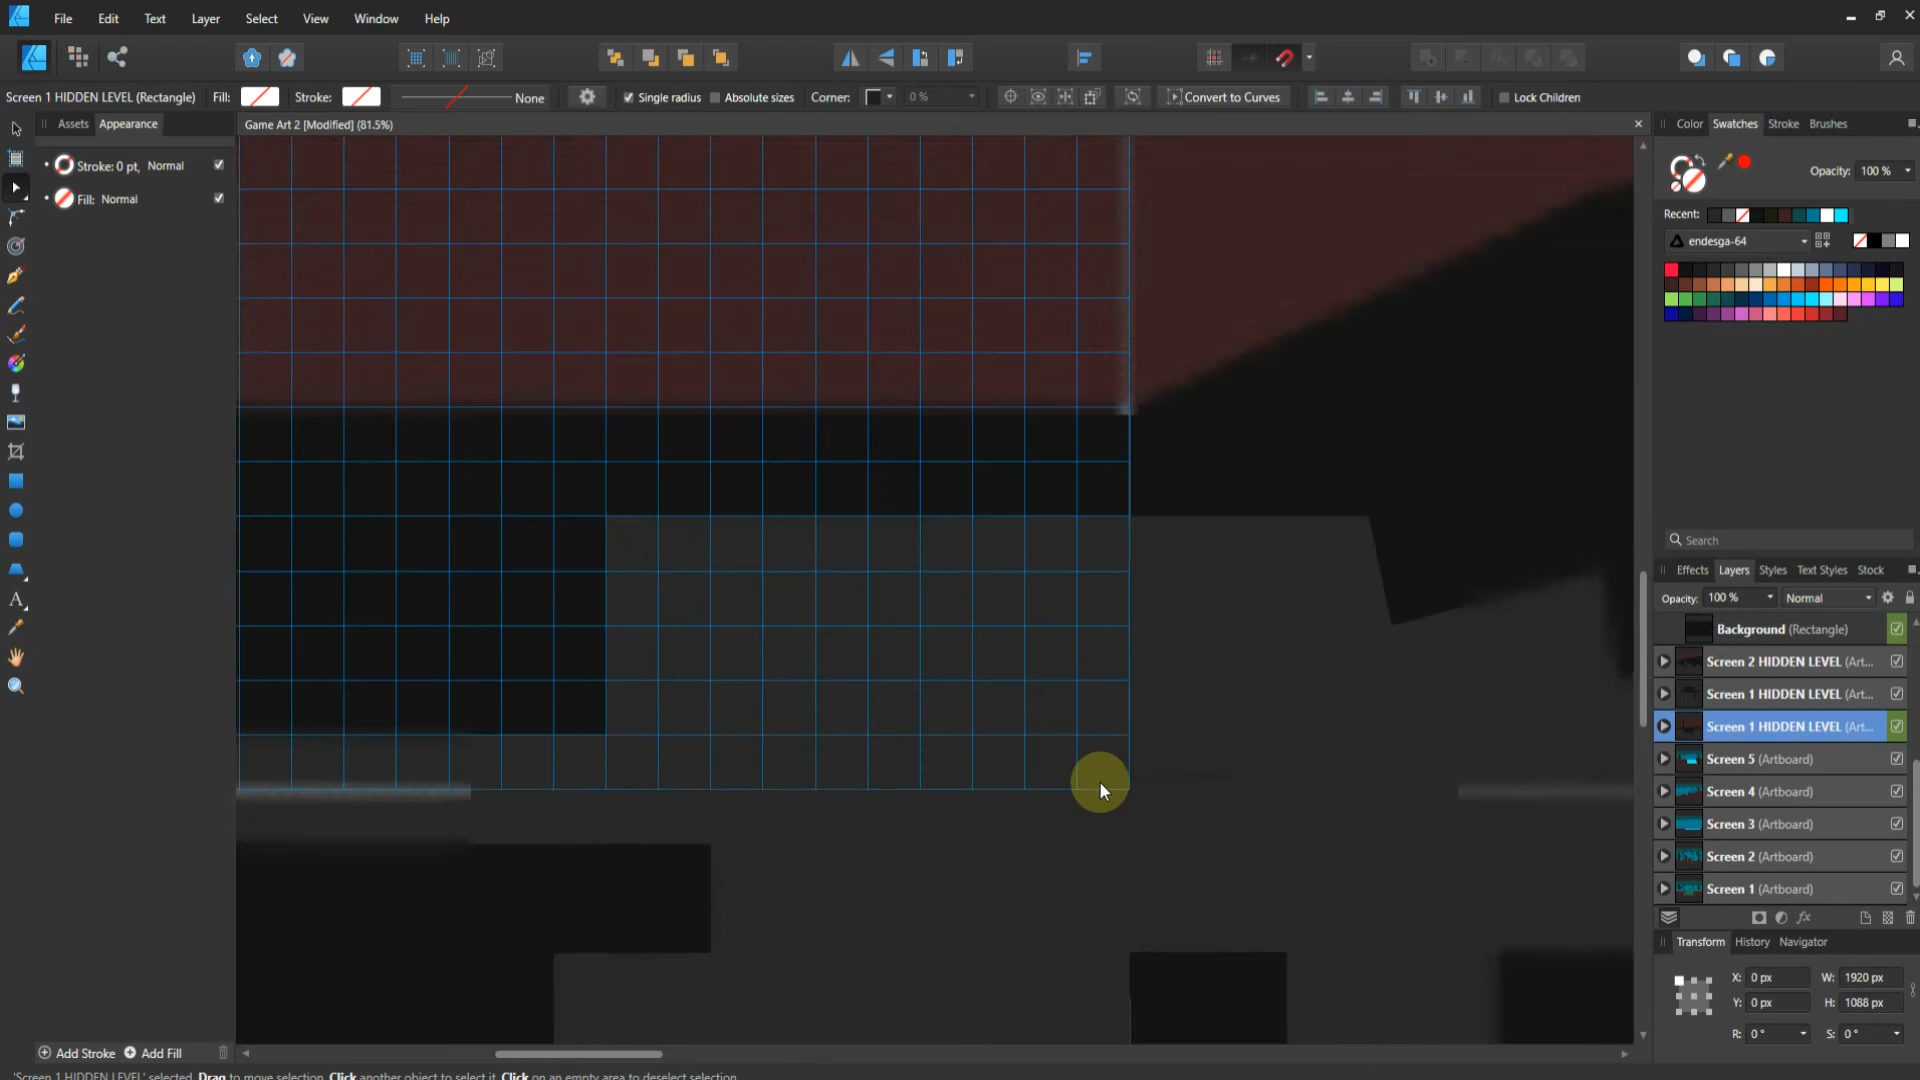 File Edit Text Layer Select View Window Help
Screen 1 HIDDEN LEVEL (Rectangle) Fill: Stroke: None Single radius Absolute sizes Corner: 0 % Convert to Curves Lock Children
Assets Appearance
Game Art 2 [Modified] (81.5%)
Color Swatches Stroke Brushes
Stroke: 0 pt, Normal
Fill: Normal
Opacity: 100 %
Recent:
endesga-64
Search
Effects Layers Styles Text Styles Stock
Opacity: 100 % Normal
Background (Rectangle)
Screen 2 HIDDEN LEVEL (Art...
Screen 1 HIDDEN LEVEL (Art...
Screen 1 HIDDEN LEVEL (Art...
Screen 5 (Artboard)
Screen 4 (Artboard)
Screen 3 (Artboard)
Screen 2 (Artboard)
Screen 1 (Artboard)
Transform History Navigator
X: 0 px W: 1920 px
Y: 0 px H: 1088 px
R: 0 ° S: 0 °
Add Stroke Add Fill
'Screen 1 HIDDEN LEVEL' selected. Drag to move selection. Click another object to select it. Click on an empty area to deselect selection.